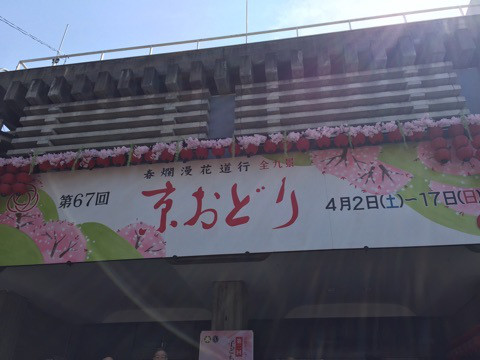 春爛漫花道行 全八景
第67回
京おどり
4月2日(土)-17日(日)